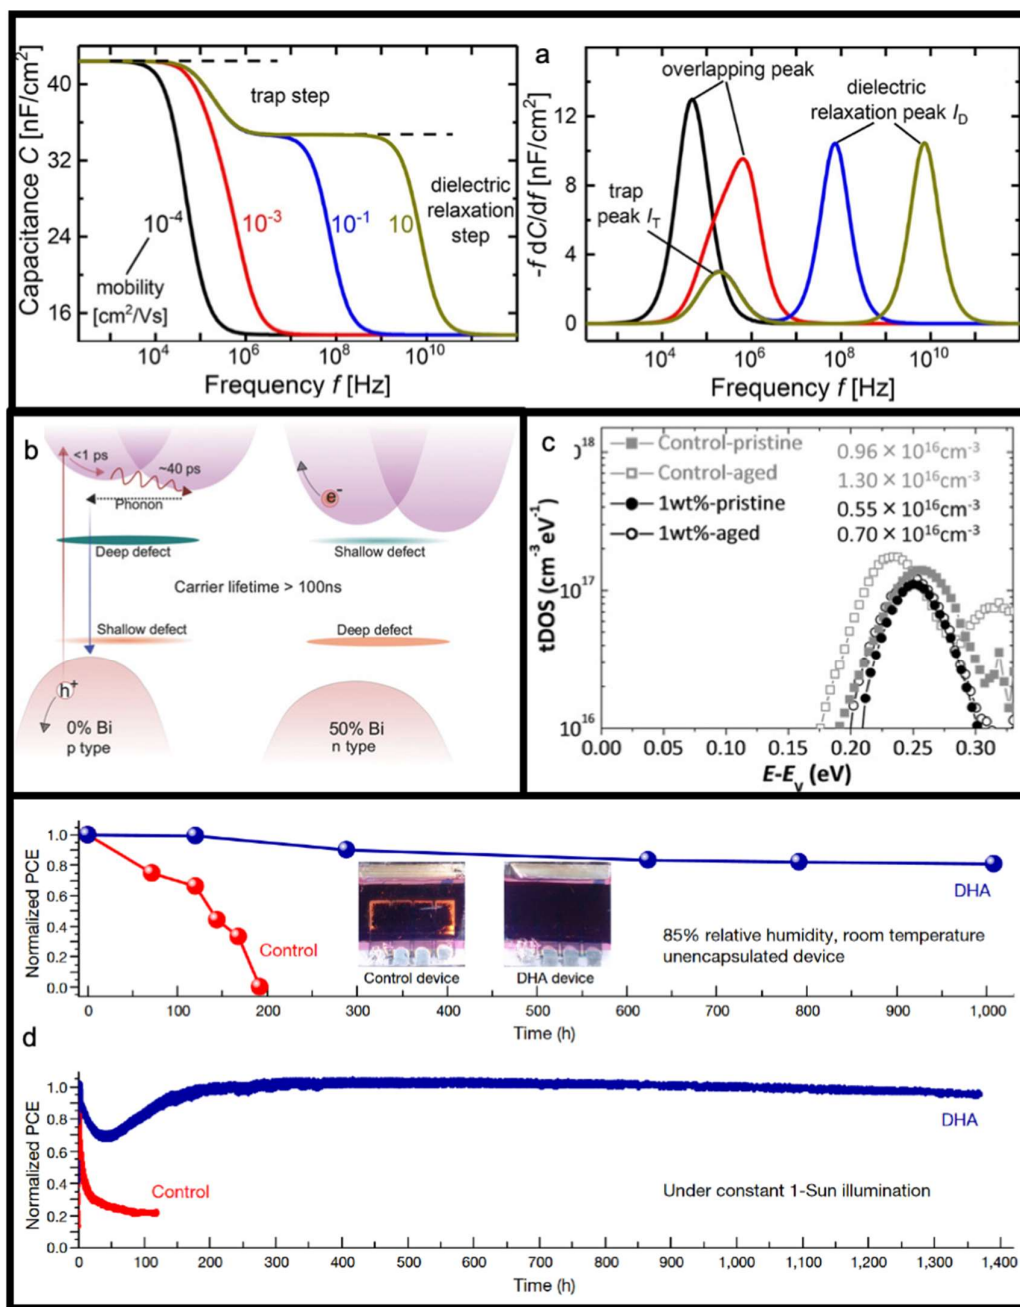 a
Capacitance C [nF/cm²]
40
32
24
16
trap step
dielectric
relaxation
step
10⁻⁴
10⁻³
10⁻¹
10
mobility
[cm²/Vs]
10⁴
10⁶
10⁸
10¹⁰
Frequency f [Hz]
-f dC/df [nF/cm²]
12
8
4
0
overlapping peak
dielectric
relaxation peak I_D
trap
peak I_T
10⁴
10⁶
10⁸
10¹⁰
Frequency f [Hz]
b
<1 ps
~40 ps
Phonon
Deep defect
e⁻
Shallow defect
Carrier lifetime > 100ns
Shallow defect
Deep defect
h⁺
0% Bi
p type
50% Bi
n type
c
10¹⁸
10¹⁷
10¹⁶
tDOS (cm⁻³ eV⁻¹)
Control-pristine 0.96 × 10¹⁶cm⁻³
Control-aged 1.30 × 10¹⁶cm⁻³
1wt%-pristine 0.55 × 10¹⁶cm⁻³
1wt%-aged 0.70 × 10¹⁶cm⁻³
0.00 0.05 0.10 0.15 0.20 0.25 0.30
E-E_v (eV)
Normalized PCE
1.0
0.8
0.6
0.4
0.2
0.0
Control
DHA
Control device
DHA device
85% relative humidity, room temperature
unencapsulated device
0 100 200 300 400 500 600 700 800 900 1,000
Time (h)
d
Normalized PCE
1.0
0.8
0.6
0.4
0.2
0.0
Control
DHA
Under constant 1-Sun illumination
0 100 200 300 400 500 600 700 800 900 1,000 1,100 1,200 1,300 1,400
Time (h)